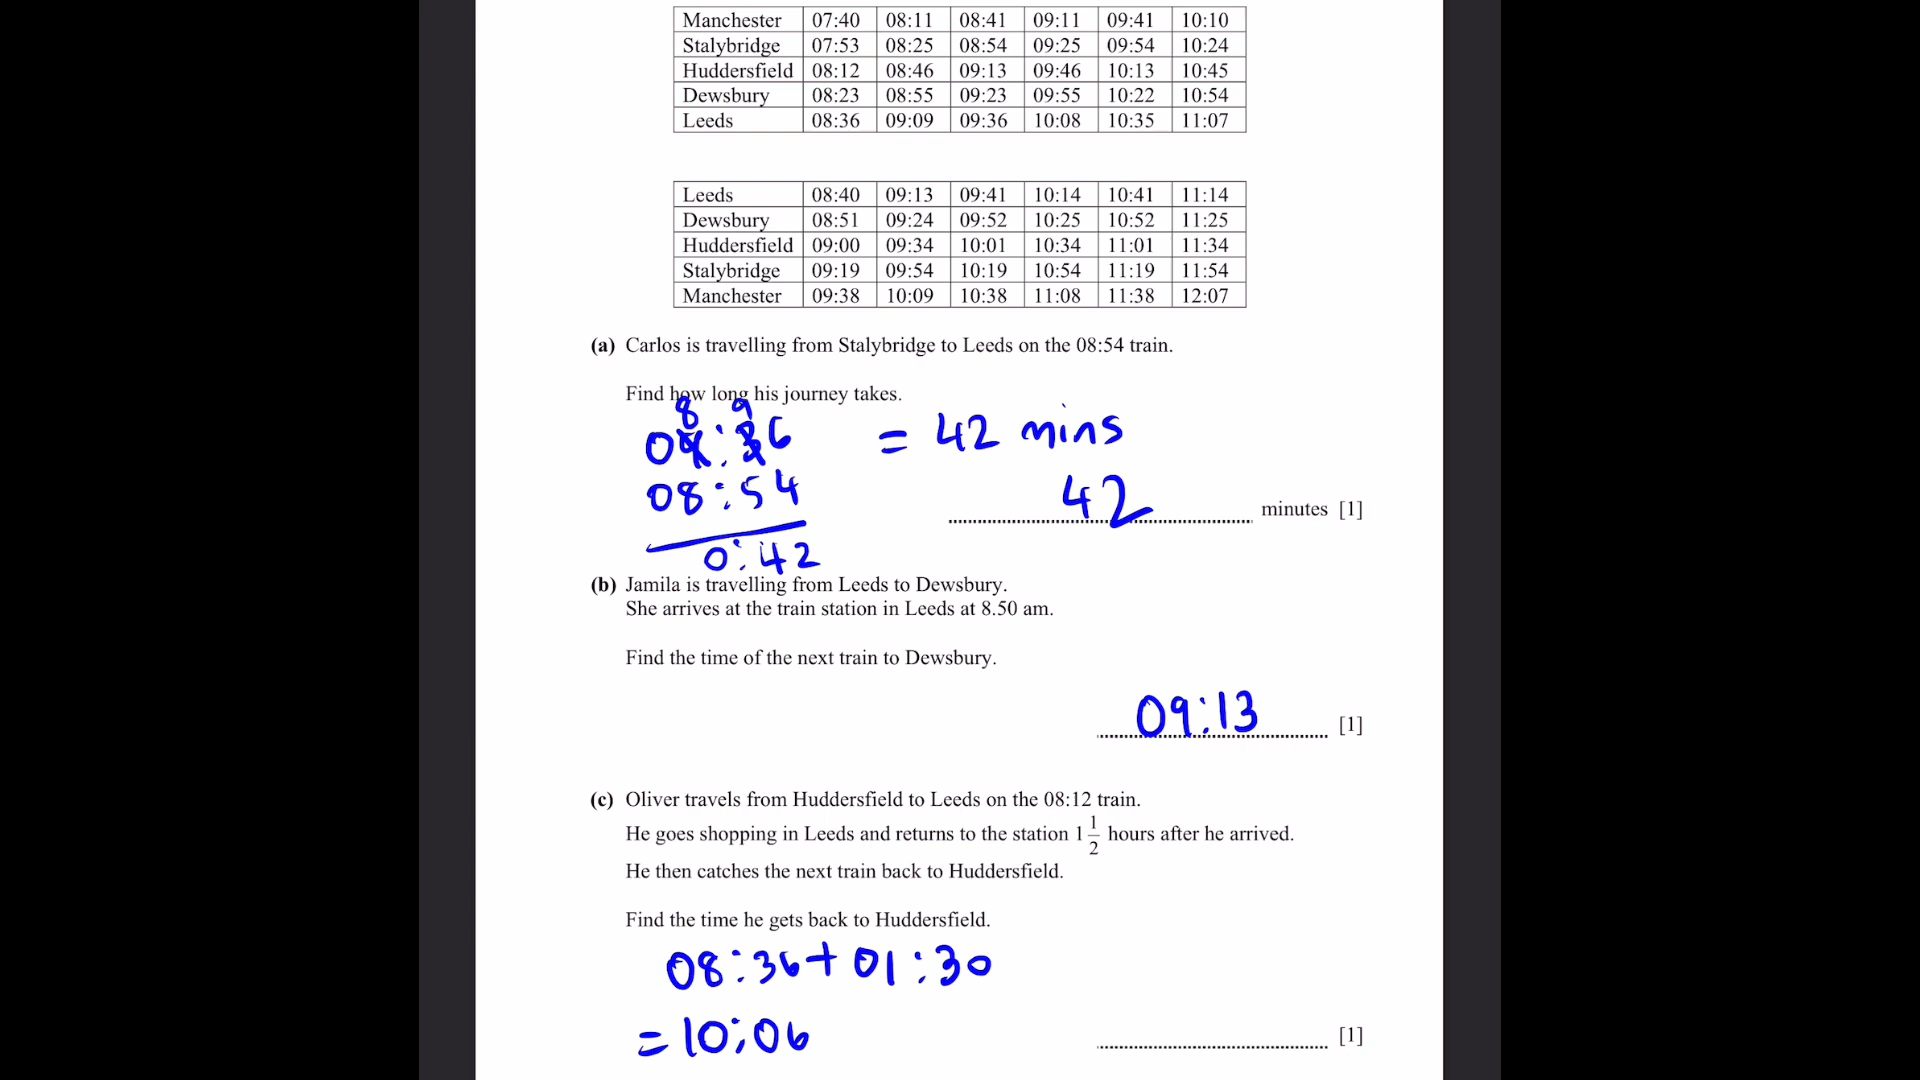 Manchester 07:40 08:11 08:41 09:11 09:41 10:10
Stalybridge 07:53 08:25 08:54 09:25 09:54 10:24
Huddersfield 08:12 08:46 09:13 09:46 10:13 10:45
Dewsbury 08:23 08:55 09:23 09:55 10:22 10:54
Leeds 08:36 09:09 09:36 10:08 10:35 11:07
Leeds 08:40 09:13 09:41 10:14 10:41 11:14
Dewsbury 08:51 09:24 09:52 10:25 10:52 11:25
Huddersfield 09:00 09:34 10:01 10:34 11:01 11:34
Stalybridge 09:19 09:54 10:19 10:54 11:19 11:54
Manchester 09:38 10:09 10:38 11:08 11:38 12:07
(a) Carlos is travelling from Stalybridge to Leeds on the 08:54 train.
Find how long his journey takes.
8 9
09:36 = 42 mins
08:54
42 minutes [1]
0:42
(b) Jamila is travelling from Leeds to Dewsbury.
She arrives at the train station in Leeds at 8.50 am.
Find the time of the next train to Dewsbury.
09:13 [1]
(c) Oliver travels from Huddersfield to Leeds on the 08:12 train.
He goes shopping in Leeds and returns to the station 1 1/2 hours after he arrived.
He then catches the next train back to Huddersfield.
Find the time he gets back to Huddersfield.
08:36 + 01:30
= 10:06 [1]